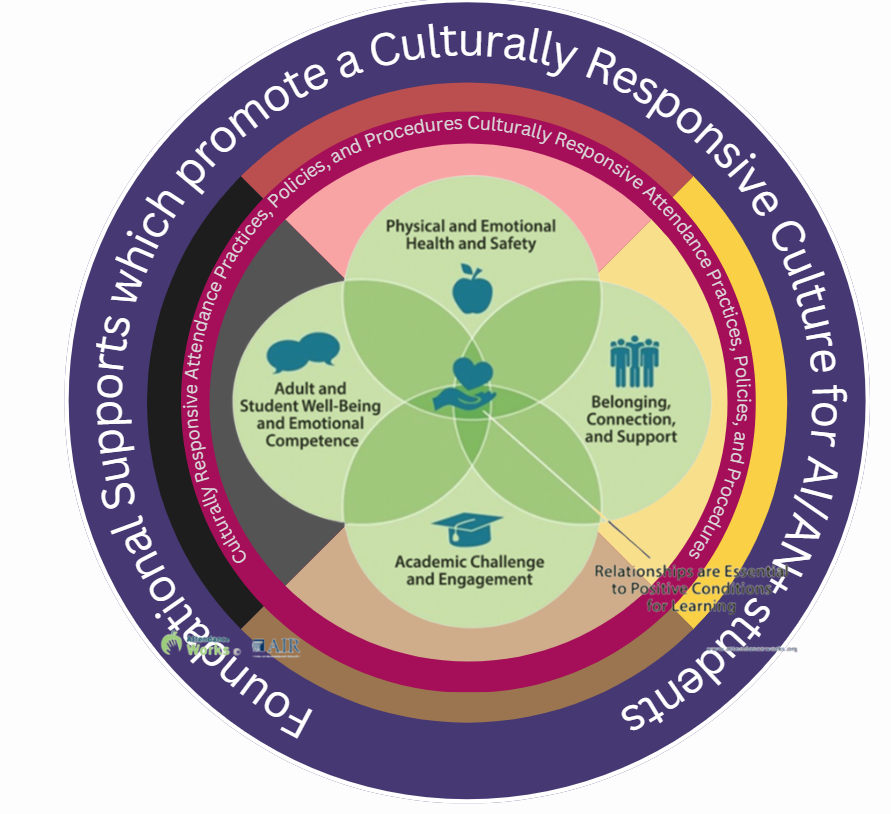 Foundational Supports which promote a Culturally Responsive Culture for AI/AN+ students
Culturally Responsive Attendance Practices, Policies, and Procedures Culturally Responsive Attendance Practices, Policies, and Procedures
Physical and Emotional
Health and Safety
Adult and
Student Well-Being
and Emotional
Competence
Belonging,
Connection,
and Support
Academic Challenge
and Engagement
Relationships are Essential
to Positive Conditions
for Learning
Attendance
Works
AIR